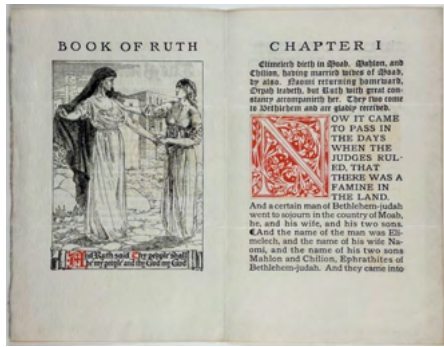 BOOK OF RUTH
And Ruth said Thy people shall
be my people and thy God my God
CHAPTER I
Elimelech dieth in Moab. Mahlon, and
Chilion, having married wives of Moab,
dy also. Naomi returning homeward,
Orpah leaveth, but Ruth with great con-
stancy accompanieth her. They two come
to Bethlehem and are gladly received.
NOW IT CAME
TO PASS IN
THE DAYS
WHEN THE
JUDGES RUL-
ED, THAT
THERE WAS A
FAMINE IN
THE LAND.
And a certain man of Bethlehem-judah
went to sojourn in the country of Moab,
he, and his wife, and his two sons.
¶And the name of the man was Eli-
melech, and the name of his wife Na-
omi, and the name of his two sons
Mahlon and Chilion, Ephrathites of
Bethlehem-judah. And they came into